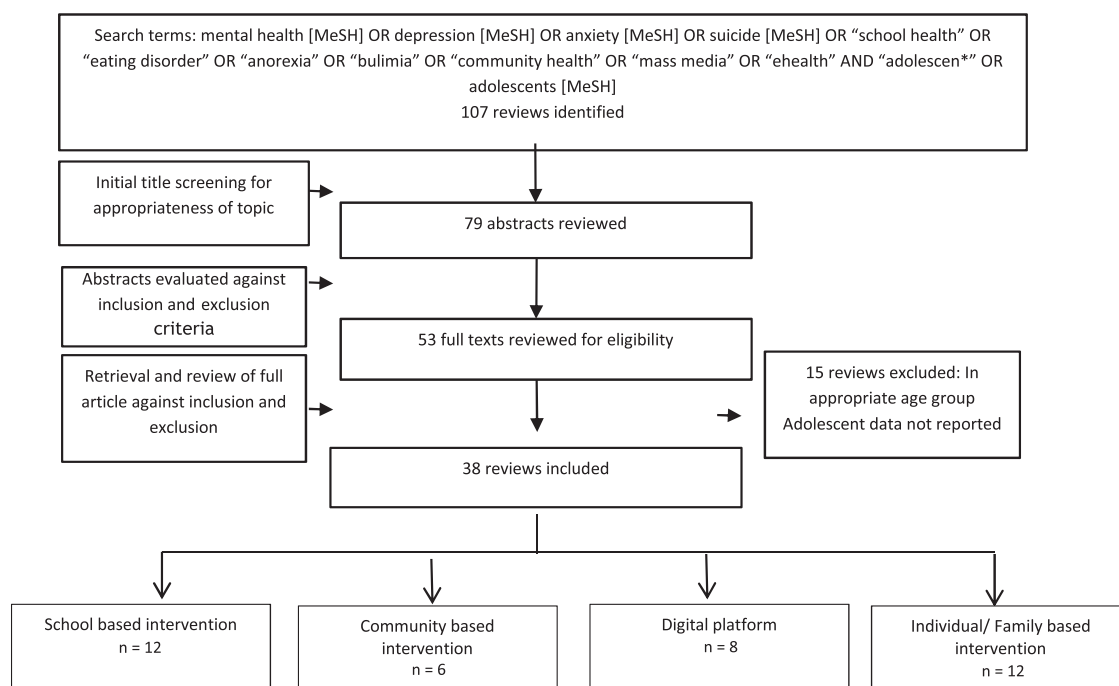 Search terms: mental health [MeSH] OR depression [MeSH] OR anxiety [MeSH] OR suicide [MeSH] OR “school health” OR
“eating disorder” OR “anorexia” OR “bulimia” OR “community health” OR “mass media” OR “ehealth” AND “adolescen*” OR
adolescents [MeSH]
107 reviews identified
Initial title screening for
appropriateness of topic
79 abstracts reviewed
Abstracts evaluated against
inclusion and exclusion
criteria
53 full texts reviewed for eligibility
Retrieval and review of full
article against inclusion and
exclusion
15 reviews excluded: In
appropriate age group
Adolescent data not reported
38 reviews included
School based intervention
n = 12
Community based
intervention
n = 6
Digital platform
n = 8
Individual/ Family based
intervention
n = 12